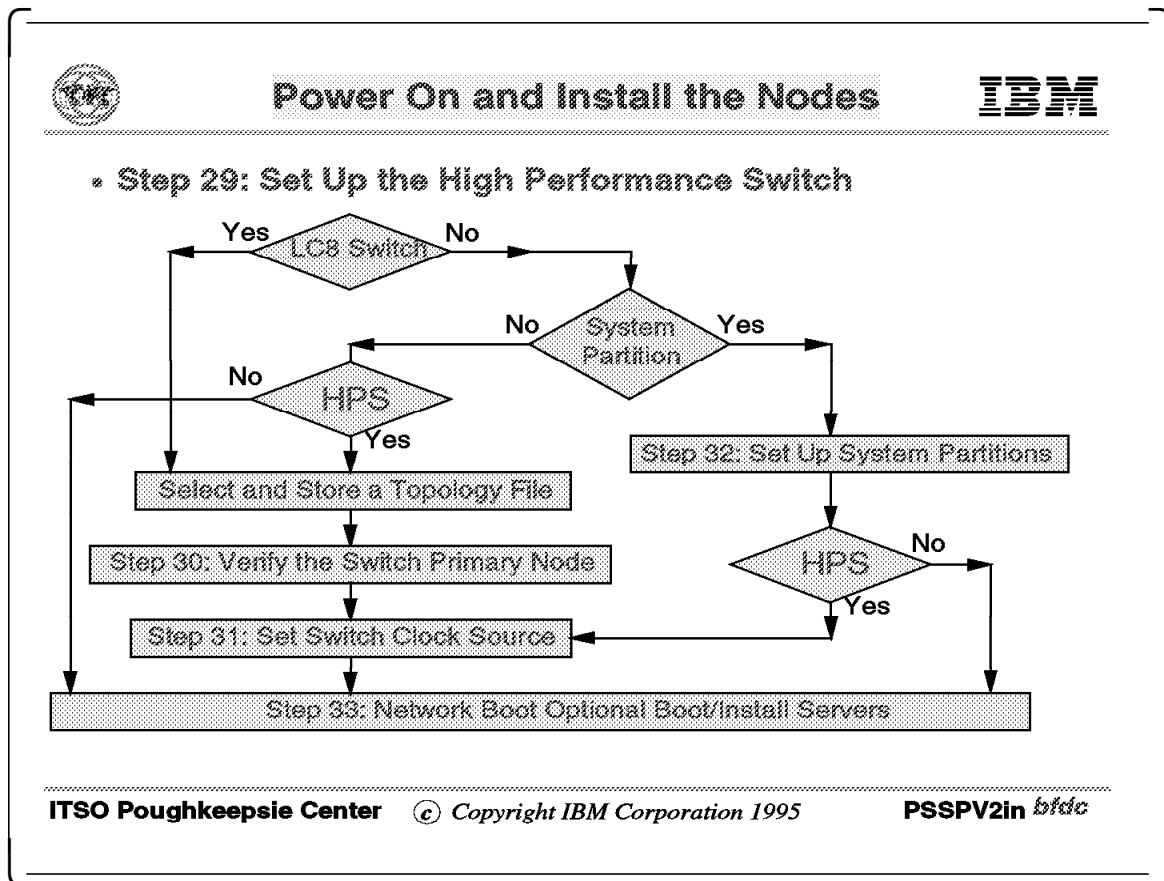 Power On and Install the Nodes
IBM
• Step 29: Set Up the High Performance Switch
Yes
LC8 Switch
No
No
System
Partition
Yes
No
HPS
Yes
Step 32: Set Up System Partitions
Select and Store a Topology File
Step 30: Verify the Switch Primary Node
HPS
No
Yes
Step 31: Set Switch Clock Source
Step 33: Network Boot Optional Boot/Install Servers
ITSO Poughkeepsie Center
© Copyright IBM Corporation 1995
PSSPV2in bfdc